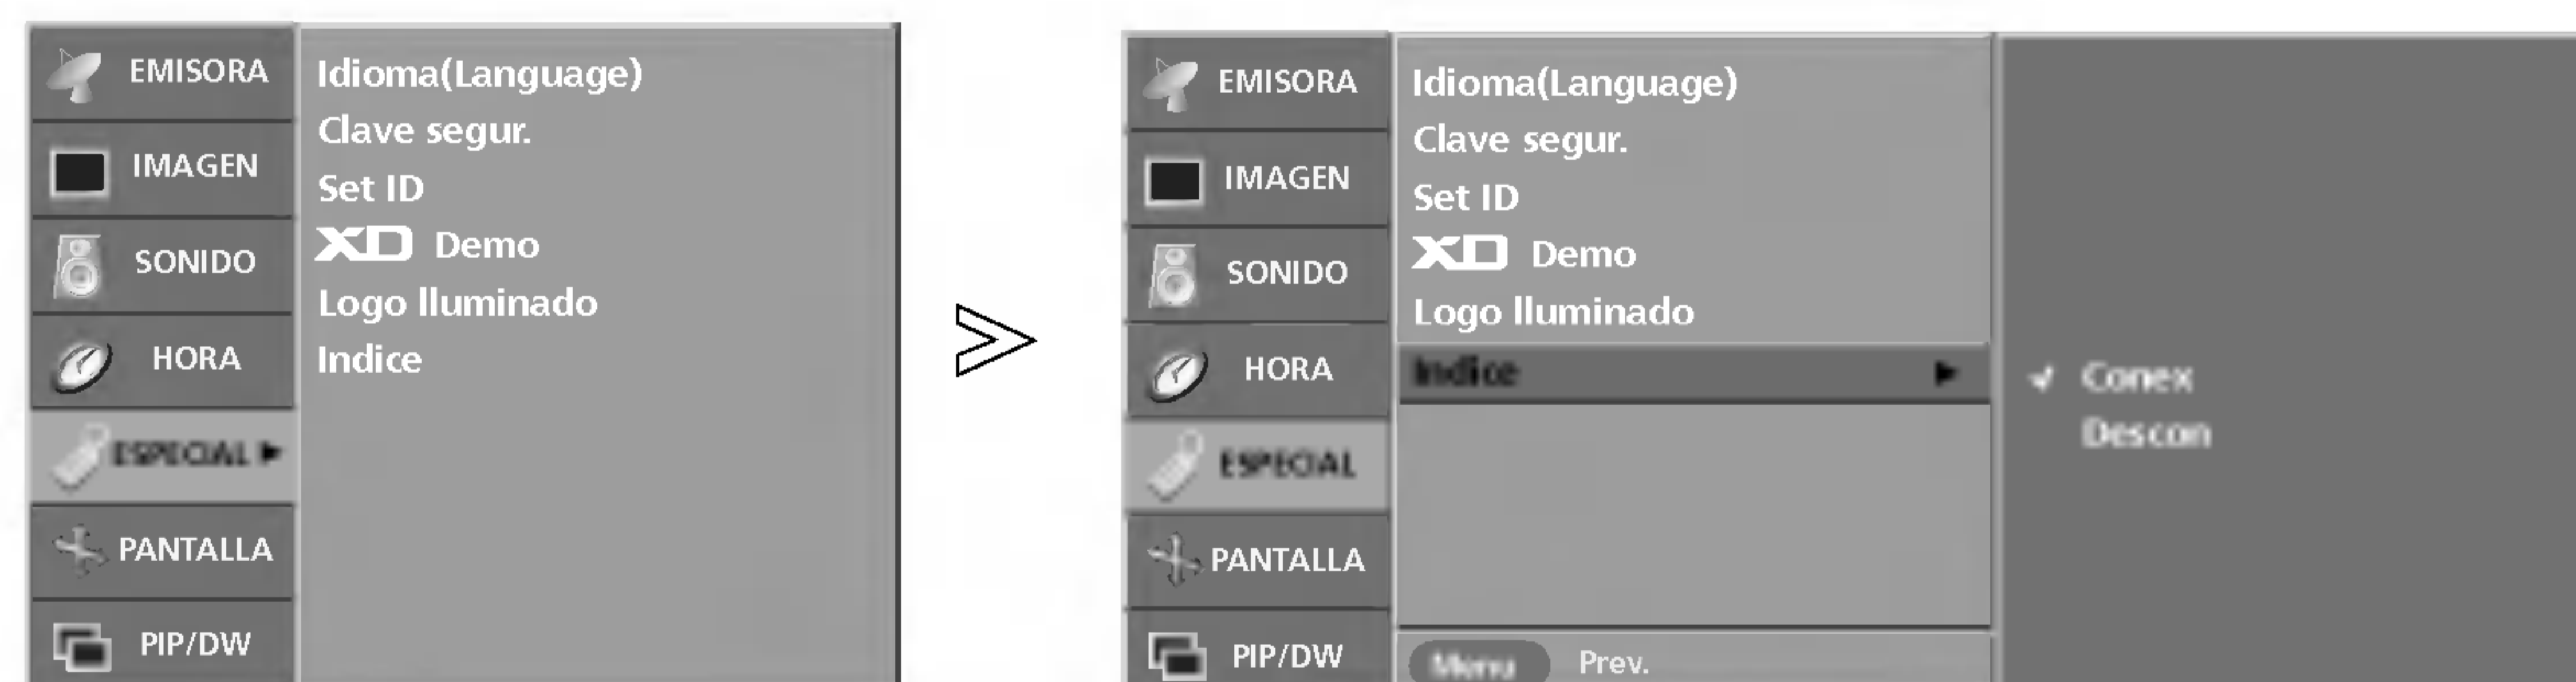 EMISORA
IMAGEN
SONIDO
HORA
ESPECIAL ►
PANTALLA
PIP/DW
Idioma(Language)
Clave segur.
Set ID
XD Demo
Logo lluminado
Indice
EMISORA
IMAGEN
SONIDO
HORA
ESPECIAL
PANTALLA
PIP/DW
Idioma(Language)
Clave segur.
Set ID
XD Demo
Logo lluminado
Indice ►
Menu Prev.
✓ Conex
Descon